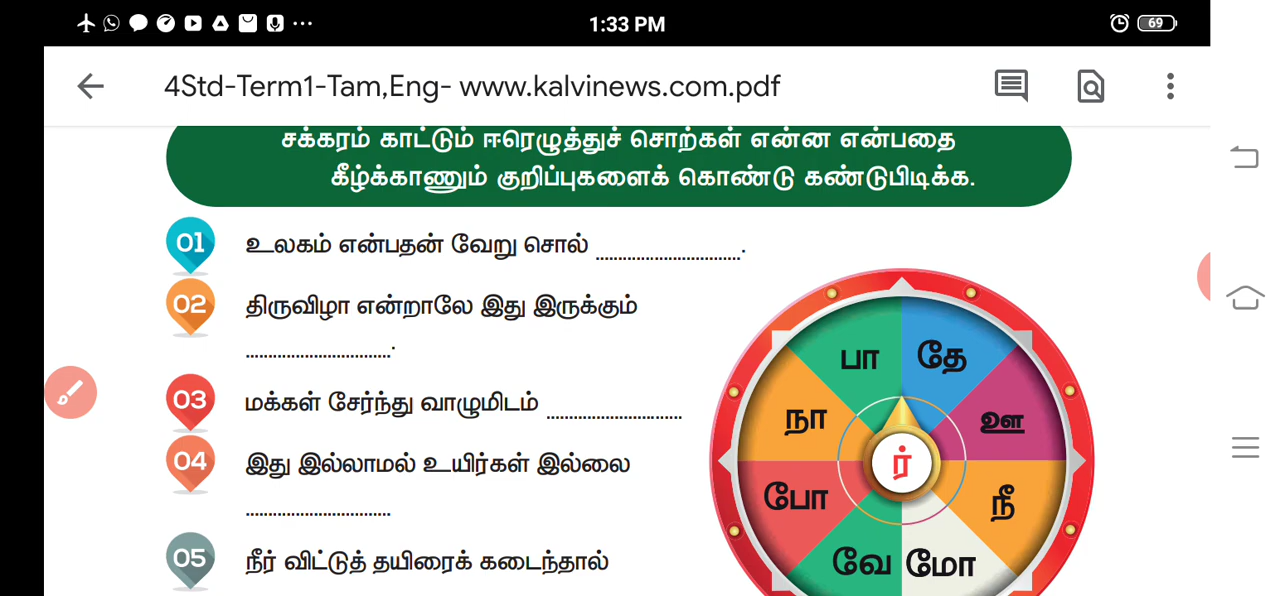 1:33 PM
69
4Std-Term1-Tam,Eng- www.kalvinews.com.pdf
சக்கரம் காட்டும் ஈரெழுத்துச் சொற்கள் என்ன என்பதை
கீழ்க்காணும் குறிப்புகளைக் கொண்டு கண்டுபிடிக்க.
01 உலகம் என்பதன் வேறு சொல் ................................
02 திருவிழா என்றாலே இது இருக்கும்
................................
03 மக்கள் சேர்ந்து வாழுமிடம் ..............................
04 இது இல்லாமல் உயிர்கள் இல்லை
................................
05 நீர் விட்டுத் தயிரைக் கடைந்தால்
பா
தே
ஊ
நீ
மோ
வே
போ
நா
ர்